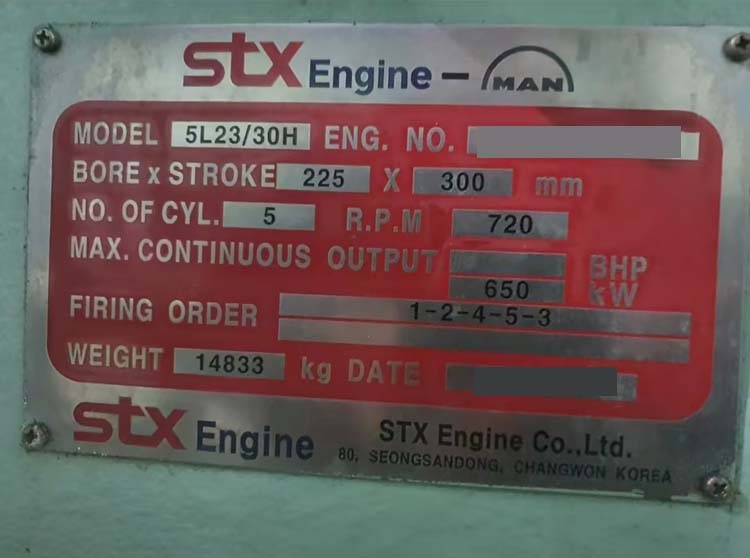 STX Engine - MAN
MODEL 5L23/30H ENG. NO.
BORE x STROKE 225 X 300 mm
NO. OF CYL. 5 R.P.M 720
MAX. CONTINUOUS OUTPUT BHP
650 kW
FIRING ORDER 1-2-4-5-3
WEIGHT 14833 kg DATE
STX Engine STX Engine Co.,Ltd.
80, SEONGSANDONG, CHANGWON KOREA